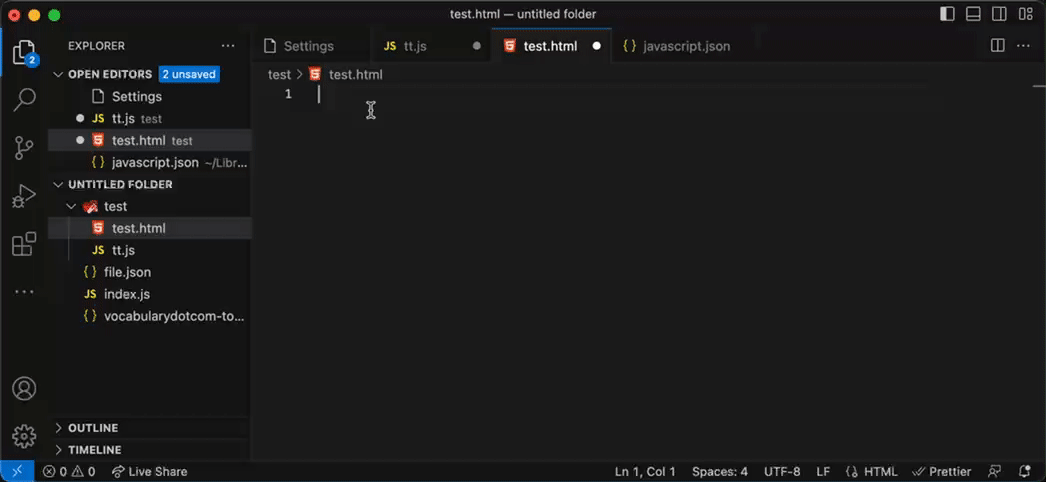 test.html — untitled folder
EXPLORER
OPEN EDITORS 2 unsaved
Settings
JS tt.js test
test.html test
{ } javascript.json ~/Libr...
UNTITLED FOLDER
test
test.html
JS tt.js
{ } file.json
JS index.js
{ } vocabularydotcom-to...
OUTLINE
TIMELINE
2
Settings
JS tt.js
test.html
{ } javascript.json
test > test.html
1
0 0 Live Share
Ln 1, Col 1 Spaces: 4 UTF-8 LF HTML Prettier